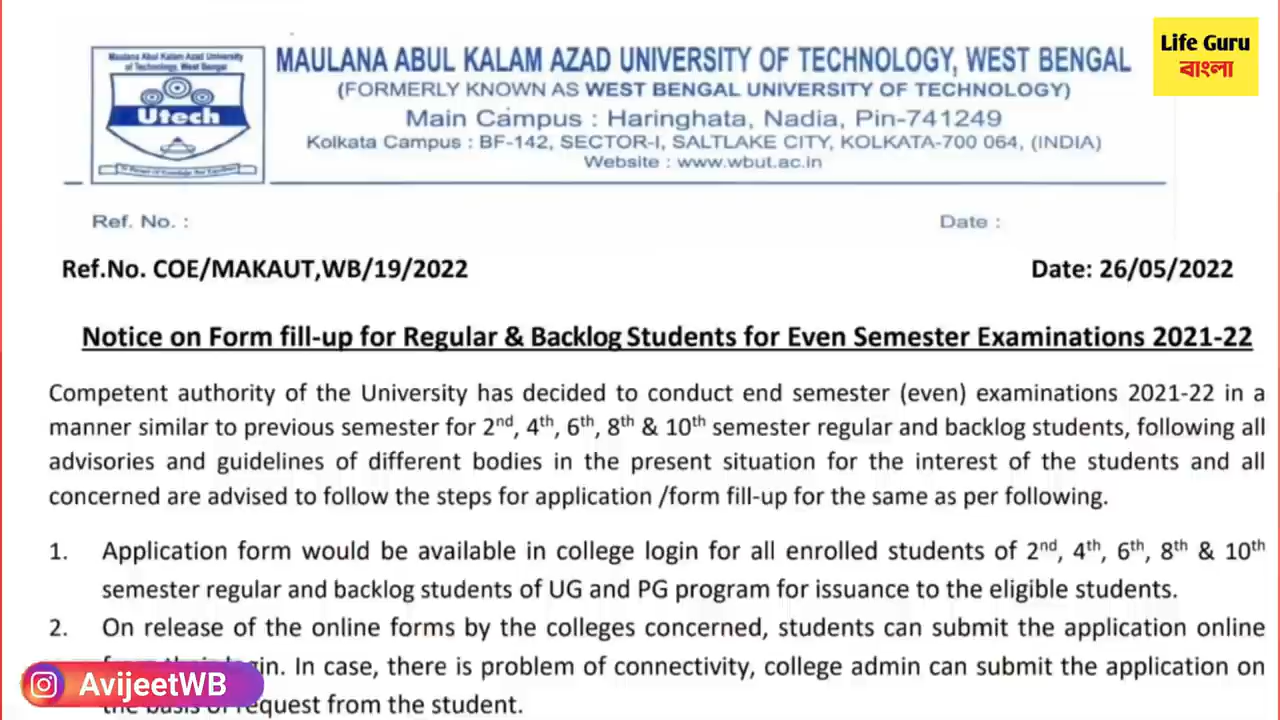 Life Guru
বাংলা
Maulana Abul Kalam Azad University
of Technology, West Bengal
Utech
MAULANA ABUL KALAM AZAD UNIVERSITY OF TECHNOLOGY, WEST BENGAL
(FORMERLY KNOWN AS WEST BENGAL UNIVERSITY OF TECHNOLOGY)
Main Campus : Haringhata, Nadia, Pin-741249
Kolkata Campus : BF-142, SECTOR-I, SALTLAKE CITY, KOLKATA-700 064, (INDIA)
Website : www.wbut.ac.in
Ref. No. : Date :
Ref.No. COE/MAKAUT,WB/19/2022 Date: 26/05/2022
Notice on Form fill-up for Regular & Backlog Students for Even Semester Examinations 2021-22
Competent authority of the University has decided to conduct end semester (even) examinations 2021-22 in a
manner similar to previous semester for 2nd, 4th, 6th, 8th & 10th semester regular and backlog students, following all
advisories and guidelines of different bodies in the present situation for the interest of the students and all
concerned are advised to follow the steps for application /form fill-up for the same as per following.
1. Application form would be available in college login for all enrolled students of 2nd, 4th, 6th, 8th & 10th
semester regular and backlog students of UG and PG program for issuance to the eligible students.
2. On release of the online forms by the colleges concerned, students can submit the application online
In case, there is problem of connectivity, college admin can submit the application on
request from the student.
AvijeetWB